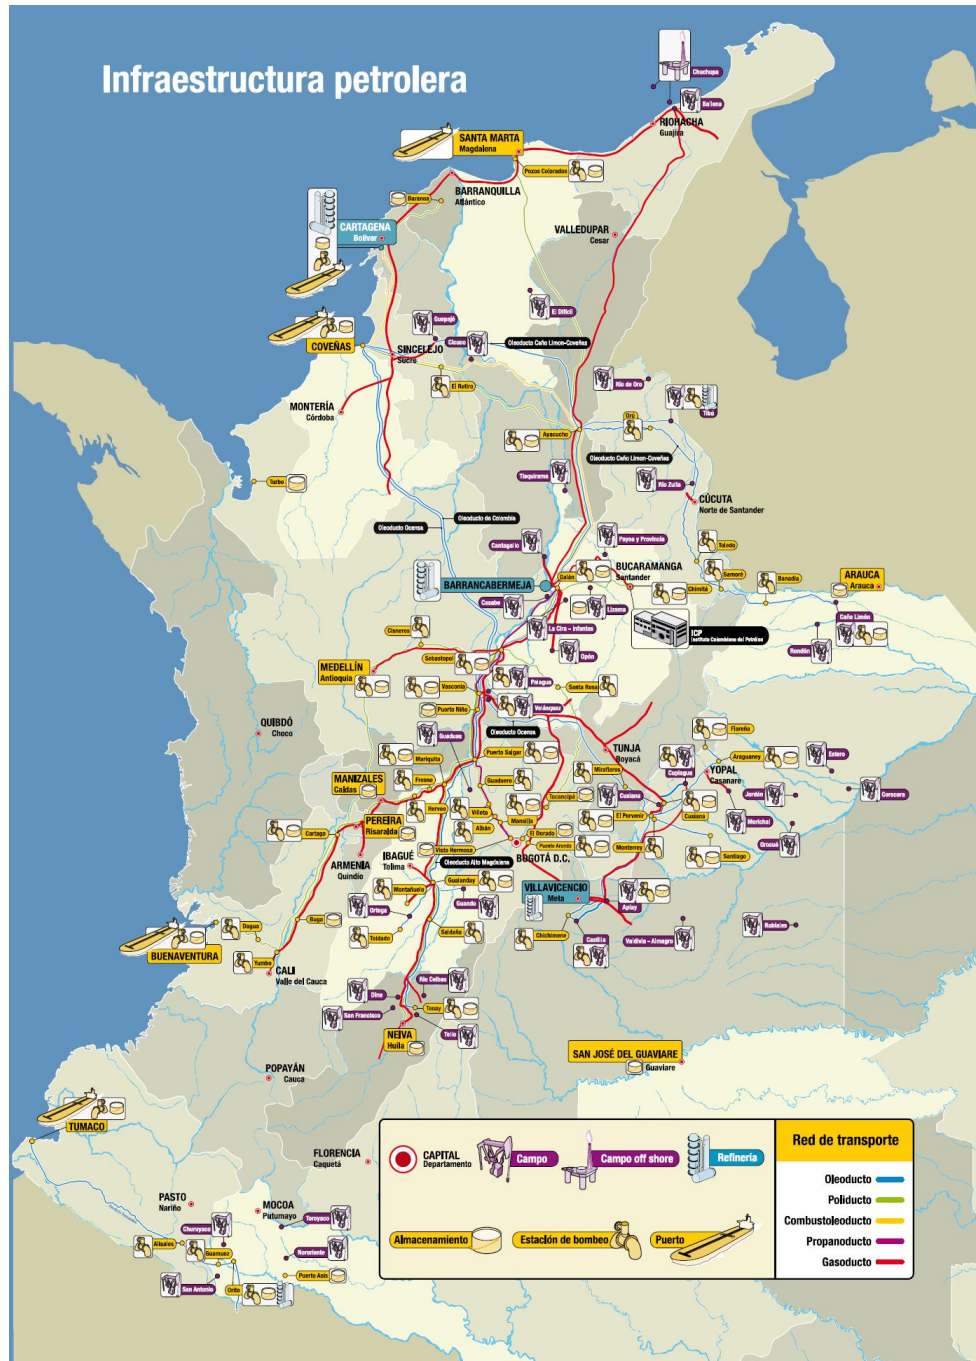 Infraestructura petrolera
Chuchupa
Ballena
RIOHACHA
Guajira
SANTA MARTA
Magdalena
Pozos Colorados
BARRANQUILLA
Atlántico
Baranoa
CARTAGENA
Bolívar
VALLEDUPAR
Cesar
El Difícil
Guepajé
COVEÑAS
SINCELEJO
Sucre
Cicuco
Oleoducto Caño Limon-Coveñas
El Retiro
Río de Oro
Tibú
MONTERÍA
Córdoba
Orú
Ayacucho
Oleoducto Caño Limon-Coveñas
Tisquirama
Río Zulia
Turbo
CÚCUTA
Norte de Santander
Oleoducto de Colombia
Oleoducto Ocensa
Cantagallo
Payoa y Provincia
Toledo
BUCARAMANGA
Santander
BARRANCABERMEJA
Galán
Chimitá
Samoré
Banadía
ARAUCA
Arauca
Casabe
Lizama
Caño Limón
La Cira - Infantas
ICP
Instituto Colombiano del Petróleo
Cisneros
Rondón
Opón
Sebastopol
MEDELLÍN
Antioquia
Palagua
Vasconia
Santa Rosa
Puerto Niño
Velásquez
QUIBDÓ
Choco
Oleoducto Ocensa
Guaduas
Floreña
TUNJA
Boyacá
Puerto Salgar
Mariquita
Araguaney
Estero
Miraflores
Cupiagua
YOPAL
Casanare
MANIZALES
Caldas
Fresno
Guaduero
Tocancipá
Cusiana
Jordán
Corocora
Herveo
Villeta
Mansilla
El Porvenir
Cusiana
Morichal
PEREIRA
Risaralda
Albán
Cartago
El Dorado
Vista Hermosa
Puente Aranda
Monterrey
Orocué
BOGOTÁ D.C.
Santiago
ARMENIA
Quindío
IBAGUÉ
Tolima
Oleoducto Alto Magdalena
Gualanday
Montañuelo
VILLAVICENCIO
Meta
Guando
Apiay
Ortega
Buga
Dagua
Toldado
Saldaña
Chichimene
Castilla
Valdivia - Almagro
Rubiales
BUENAVENTURA
Yumbo
CALI
Valle del Cauca
Río Ceibas
Dina
San Francisco
Tenay
Tello
NEIVA
Huila
SAN JOSÉ DEL GUAVIARE
Guaviare
POPAYÁN
Cauca
TUMACO
FLORENCIA
Caquetá
PASTO
Nariño
MOCOA
Putumayo
Toroyaco
Churuyaco
Alisales
Guamuez
Nororiente
Puerto Asís
San Antonio
Orito
CAPITAL
Departamento
Campo
Campo off shore
Refinería
Almacenamiento
Estación de bombeo
Puerto
Red de transporte
Oleoducto
Poliducto
Combustoleoducto
Propanoducto
Gasoducto